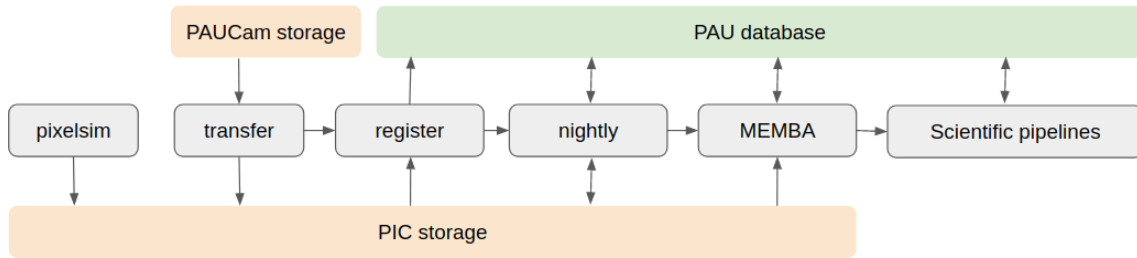 PAUCam storage
PAU database
pixelsim
transfer
register
nightly
MEMBA
Scientific pipelines
PIC storage